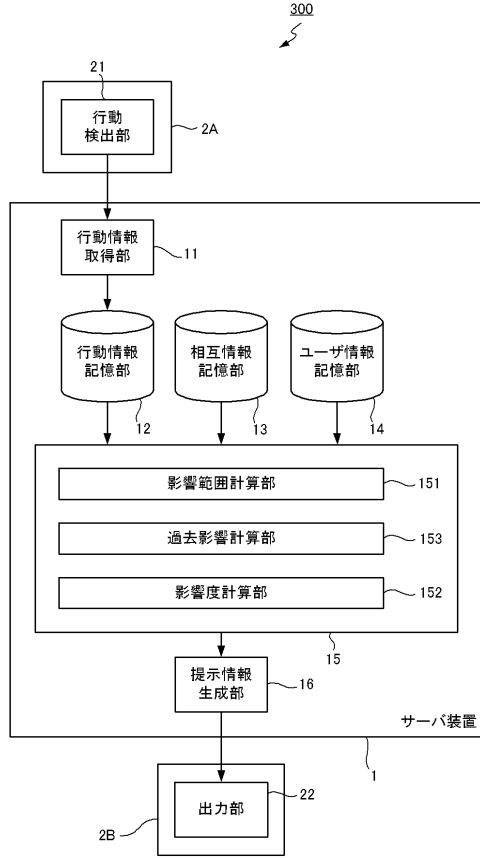 300
21
行動
検出部
2A
行動情報
取得部
11
行動情報
記憶部
相互情報
記憶部
ユーザ情報
記憶部
12
13
14
影響範囲計算部
151
過去影響計算部
153
影響度計算部
152
15
提示情報
生成部
16
サーバ装置
1
出力部
22
2B